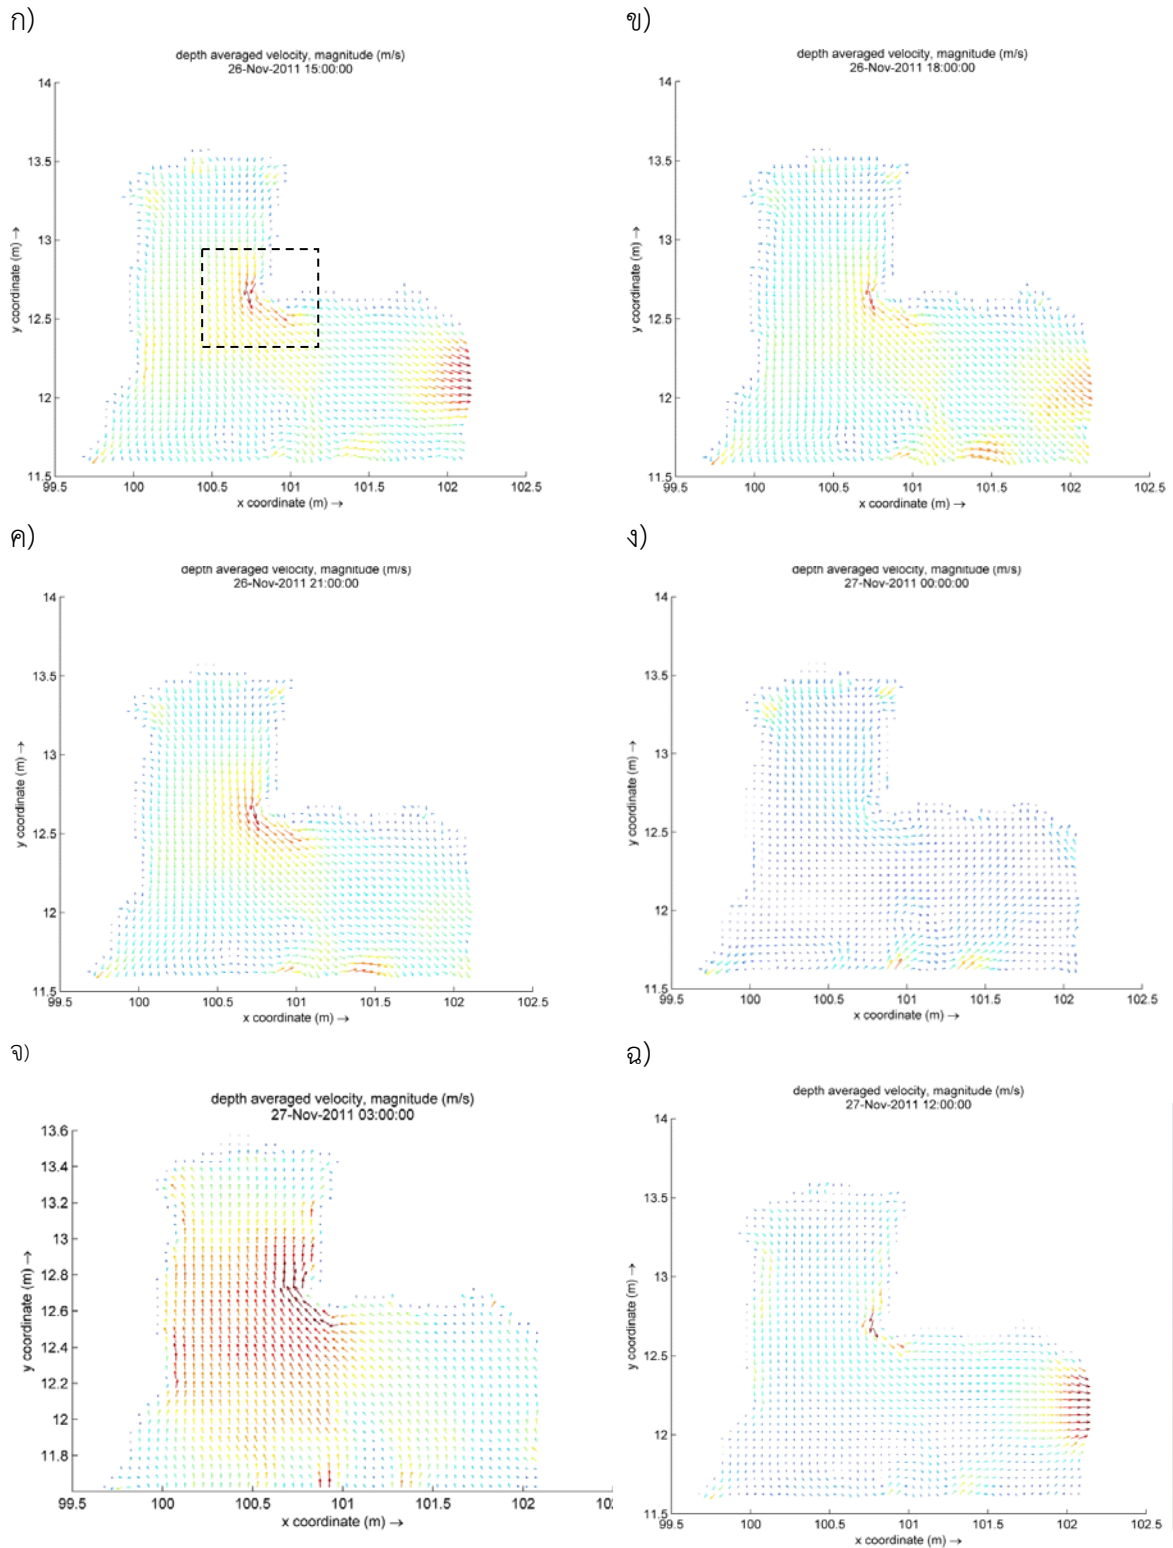 ก)
depth averaged velocity, magnitude (m/s)
26-Nov-2011 15:00:00
14
13.5
13
12.5
12
11.5
y coordinate (m) →
99.5 100 100.5 101 101.5 102 102.5
x coordinate (m) →
ข)
depth averaged velocity, magnitude (m/s)
26-Nov-2011 18:00:00
14
13.5
13
12.5
12
11.5
y coordinate (m) →
99.5 100 100.5 101 101.5 102 102.5
x coordinate (m) →
ค)
depth averaged velocity, magnitude (m/s)
26-Nov-2011 21:00:00
14
13.5
13
12.5
12
11.5
y coordinate (m) →
99.5 100 100.5 101 101.5 102 102.5
x coordinate (m) →
ง)
depth averaged velocity, magnitude (m/s)
27-Nov-2011 00:00:00
14
13.5
13
12.5
12
11.5
y coordinate (m) →
99.5 100 100.5 101 101.5 102 102.5
x coordinate (m) →
จ)
depth averaged velocity, magnitude (m/s)
27-Nov-2011 03:00:00
13.6
13.4
13.2
13
12.8
12.6
12.4
12.2
12
11.8
y coordinate (m) →
99.5 100 100.5 101 101.5 102 102.5
x coordinate (m) →
ฉ)
depth averaged velocity, magnitude (m/s)
27-Nov-2011 12:00:00
14
13.5
13
12.5
12
11.5
y coordinate (m) →
99.5 100 100.5 101 101.5 102 102.5
x coordinate (m) →